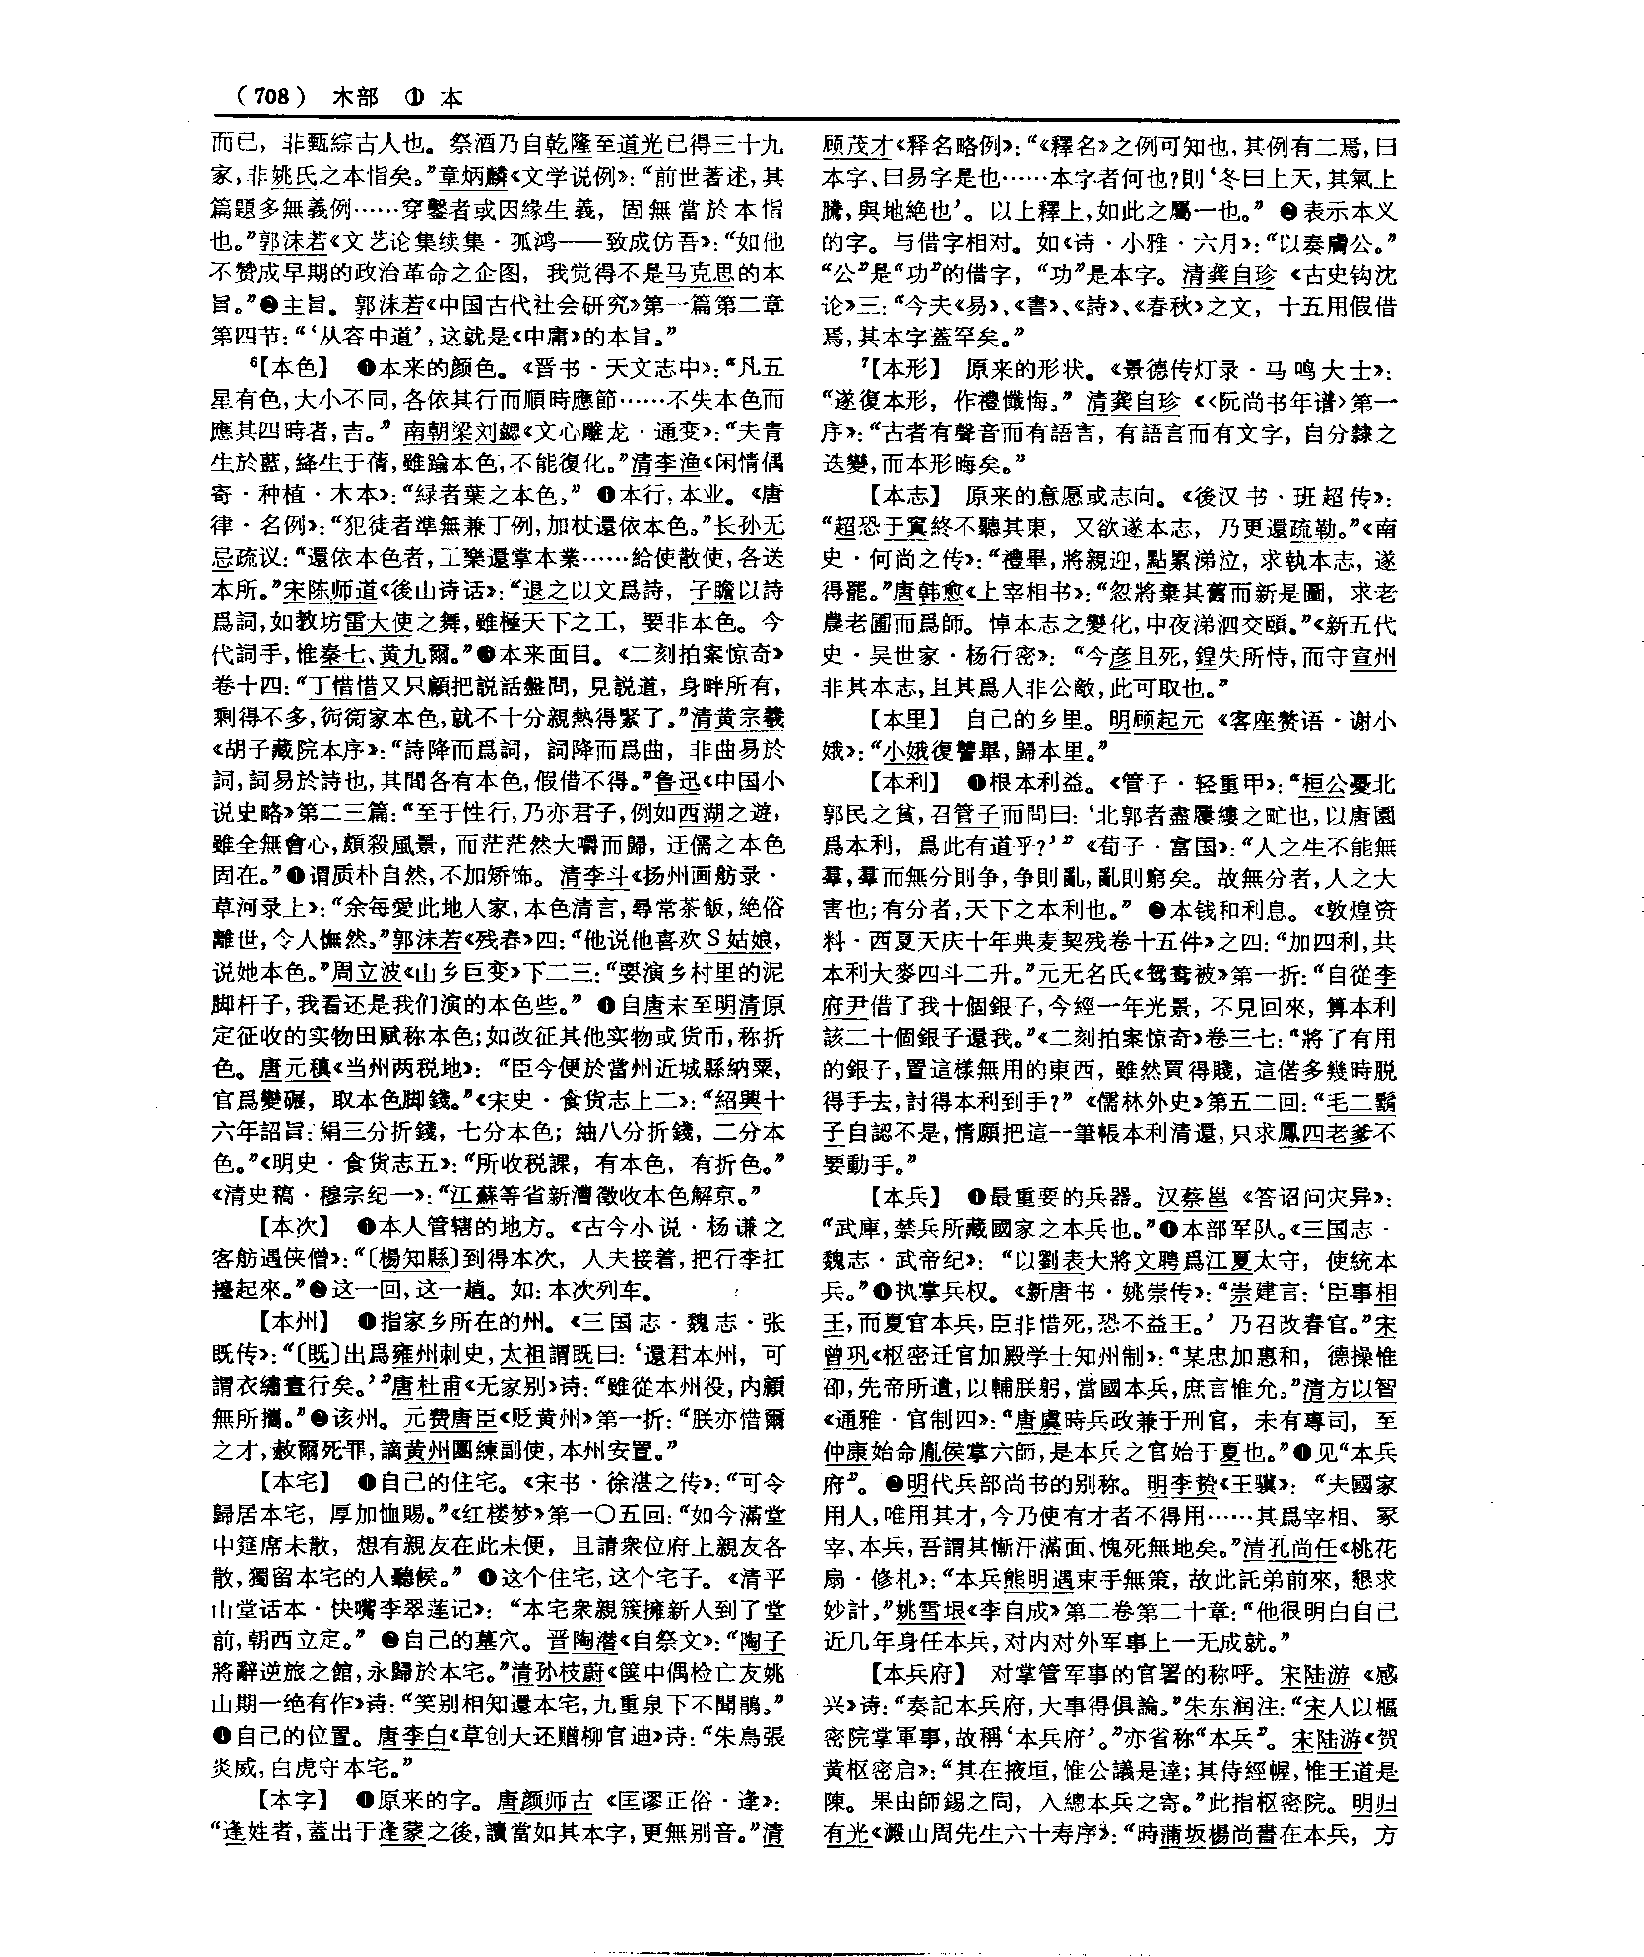 (708) 木部 ① 本
而已，非甄綜古人也。祭酒乃自乾隆至道光已得三十九
家，非姚氏之本恉矣。”章炳麟《文学说例》：“前世著述，其
篇題多無義例……穿鑿者或因緣生義，固無當於本恉
也。”郭沫若《文艺论集续集·孤鸿——致成仿吾》：“如他
不赞成早期的政治革命之企图，我觉得不是马克思的本
旨。”❷主旨。郭沫若《中国古代社会研究》第一篇第二章
第四节：“‘从容中道’，这就是《中庸》的本旨。”
⁶【本色】 ❶本来的颜色。《晋书·天文志中》：“凡五
星有色，大小不同，各依其行而順時應節……不失本色而
應其四時者，吉。”南朝梁刘勰《文心雕龙·通变》：“夫青
生於藍，絳生于蒨，雖踰本色，不能復化。”清李渔《闲情偶
寄·种植·木本》：“緑者葉之本色。” ❷本行，本业。《唐
律·名例》：“犯徒者準無兼丁例，加杖還依本色。”长孙无
忌疏议：“還依本色者，工樂還掌本業……給使散使，各送
本所。”宋陈师道《後山诗话》：“退之以文爲詩，子瞻以詩
爲詞，如教坊雷大使之舞，雖極天下之工，要非本色。今
代詞手，惟秦七、黄九爾。”❸本来面目。《二刻拍案惊奇》
卷十四：“丁惜惜又只顧把説話盤問，見説道，身畔所有，
剩得不多，衏衏家本色，就不十分親熱得緊了。”清黄宗羲
《胡子藏院本序》：“詩降而爲詞，詞降而爲曲，非曲易於
詞，詞易於詩也，其間各有本色，假借不得。”鲁迅《中国小
说史略》第二三篇：“至于性行，乃亦君子，例如西湖之遊，
雖全無會心，頗殺風景，而茫茫然大嚼而歸，迂儒之本色
固在。”❹谓质朴自然，不加矫饰。清李斗《扬州画舫录·
草河录上》：“余每愛此地人家，本色清言，尋常茶飯，絶俗
離世，令人憮然。”郭沫若《残春》四：“他说他喜欢S姑娘，
说她本色。”周立波《山乡巨变》下二三：“要演乡村里的泥
脚杆子，我看还是我们演的本色些。” ❺自唐末至明清原
定征收的实物田赋称本色；如改征其他实物或货币，称折
色。唐元稹《当州两税地》：“臣今便於當州近城縣納粟，
官爲變碾，取本色脚錢。”《宋史·食货志上二》：“紹興十
六年詔旨：絹三分折錢，七分本色；紬八分折錢，二分本
色。”《明史·食货志五》：“所收税課，有本色，有折色。”
《清史稿·穆宗纪一》：“江蘇等省新漕徵收本色解京。”
【本次】 ❶本人管辖的地方。《古今小说·杨谦之
客舫遇侠僧》：“〔楊知縣〕到得本次，人夫接着，把行李扛
擡起來。”❷这一回，这一趟。如：本次列车。
【本州】 ❶指家乡所在的州。《三国志·魏志·张
既传》：“〔既〕出爲雍州刺史，太祖謂既曰：‘還君本州，可
謂衣繡晝行矣。’”唐杜甫《无家别》诗：“雖從本州役，内顧
無所攜。”❷该州。元费唐臣《贬黄州》第一折：“朕亦惜爾
之才，赦爾死罪，謫黄州團練副使，本州安置。”
【本宅】 ❶自己的住宅。《宋书·徐湛之传》：“可令
歸居本宅，厚加恤賜。”《红楼梦》第一〇五回：“如今滿堂
中筵席未散，想有親友在此未便，且請衆位府上親友各
散，獨留本宅的人聽候。” ❷这个住宅，这个宅子。《清平
山堂话本·快嘴李翠莲记》：“本宅衆親簇擁新人到了堂
前，朝西立定。” ❸自己的墓穴。晋陶潜《自祭文》：“陶子
將辭逆旅之館，永歸於本宅。”清孙枝蔚《箧中偶检亡友姚
山期一绝有作》诗：“笑别相知還本宅，九重泉下不聞鵑。”
❹自己的位置。唐李白《草创大还赠柳官迪》诗：“朱鳥張
炎威，白虎守本宅。”
【本字】 ❶原来的字。唐颜师古《匡谬正俗·逢》：
“逢姓者，蓋出于逢蒙之後，讀當如其本字，更無别音。”清
顾茂才《释名略例》：“《釋名》之例可知也，其例有二焉，曰
本字、曰易字是也……本字者何也？則‘冬曰上天，其氣上
騰，與地絶也’。以上釋上，如此之屬一也。” ❷表示本义
的字。与借字相对。如《诗·小雅·六月》：“以奏膚公。”
“公”是“功”的借字，“功”是本字。清龚自珍《古史钩沈
论》三：“今夫《易》、《書》、《詩》、《春秋》之文，十五用假借
焉，其本字蓋罕矣。”
⁷【本形】 原来的形状。《景德传灯录·马鸣大士》：
“遂復本形，作禮懺悔。” 清龚自珍《〈阮尚书年谱〉第一
序》：“古者有聲音而有語言，有語言而有文字，自分隸之
迭變，而本形晦矣。”
【本志】 原来的意愿或志向。《後汉书·班超传》：
“超恐于窴終不聽其東，又欲遂本志，乃更還疏勒。”《南
史·何尚之传》：“禮畢，將親迎，點累涕泣，求執本志，遂
得罷。”唐韩愈《上宰相书》：“忽將棄其舊而新是圖，求老
農老圃而爲師。悼本志之變化，中夜涕泗交頤。”《新五代
史·吴世家·杨行密》：“今彦且死，鍠失所恃，而守宣州
非其本志，且其爲人非公敵，此可取也。”
【本里】 自己的乡里。明顾起元《客座赘语·谢小
娥》：“小娥復讐畢，歸本里。”
【本利】 ❶根本利益。《管子·轻重甲》：“桓公憂北
郭民之貧，召管子而問曰：‘北郭者盡屨縷之甿也，以唐園
爲本利，爲此有道乎？’”《荀子·富国》：“人之生不能無
羣，羣而無分則争，争則亂，亂則窮矣。故無分者，人之大
害也；有分者，天下之本利也。” ❷本钱和利息。《敦煌资
料·西夏天庆十年典麦契残卷十五件》之四：“加四利，共
本利大麥四斗二升。”元无名氏《鸳鸯被》第一折：“自從李
府尹借了我十個銀子，今經一年光景，不見回來，算本利
該二十個銀子還我。”《二刻拍案惊奇》卷三七：“將了有用
的銀子，置這樣無用的東西，雖然買得賤，這偌多幾時脱
得手去，討得本利到手？”《儒林外史》第五二回：“毛二鬍
子自認不是，情願把這一筆帳本利清還，只求鳳四老爹不
要動手。”
【本兵】 ❶最重要的兵器。汉蔡邕《答诏问灾异》：
“武庫，禁兵所藏國家之本兵也。”❷本部军队。《三国志·
魏志·武帝纪》：“以劉表大將文聘爲江夏太守，使統本
兵。”❸执掌兵权。《新唐书·姚崇传》：“崇建言：‘臣事相
王，而夏官本兵，臣非惜死，恐不益王。’乃召改春官。”宋
曾巩《枢密迁官加殿学士知州制》：“某忠加惠和，德操惟
卲，先帝所遺，以輔朕躬，當國本兵，庶言惟允。”清方以智
《通雅·官制四》：“唐虞時兵政兼于刑官，未有專司，至
仲康始命胤侯掌六師，是本兵之官始于夏也。”❹见“本兵
府”。❺明代兵部尚书的别称。明李贽《王骥》：“夫國家
用人，唯用其才，今乃使有才者不得用……其爲宰相、冢
宰、本兵，吾謂其慚汗滿面、愧死無地矣。”清孔尚任《桃花
扇·修札》：“本兵熊明遇束手無策，故此託弟前來，懇求
妙計。”姚雪垠《李自成》第二卷第二十章：“他很明白自己
近几年身任本兵，对内对外军事上一无成就。”
【本兵府】 对掌管军事的官署的称呼。宋陆游《感
兴》诗：“奏記本兵府，大事得俱論。”朱东润注：“宋人以樞
密院掌軍事，故稱‘本兵府’。”亦省称“本兵”。宋陆游《贺
黄枢密启》：“其在掖垣，惟公議是達；其侍經幄，惟王道是
陳。果由師錫之同，入總本兵之寄。”此指枢密院。明归
有光《澱山周先生六十寿序》：“時蒲坂楊尚書在本兵，方